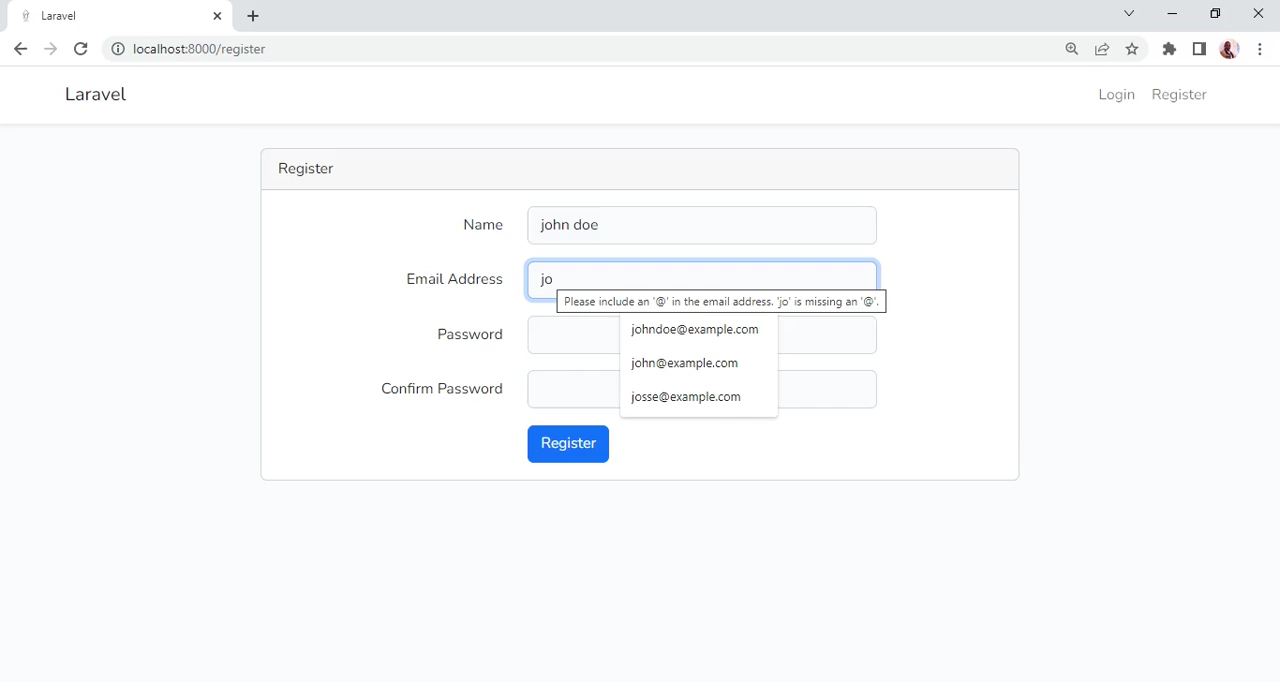 Laravel
localhost:8000/register
Laravel
Login Register
Register
Name john doe
Email Address jo
Please include an '@' in the email address. 'jo' is missing an '@'.
johndoe@example.com
Password
john@example.com
Confirm Password
josse@example.com
Register